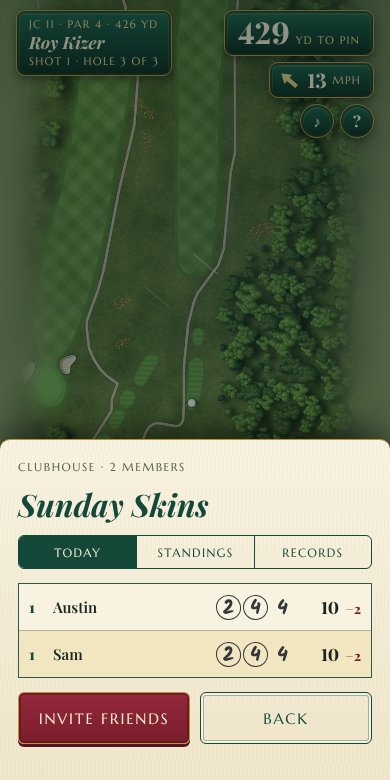 JC 11 · PAR 4 · 426 YD
Roy Kizer
SHOT 1 · HOLE 3 OF 3
429 YD TO PIN
13 MPH
♪ ?
CLUBHOUSE · 2 MEMBERS
Sunday Skins
TODAY STANDINGS RECORDS
1 Austin 2 4 4 10 −2
1 Sam 2 4 4 10 −2
INVITE FRIENDS BACK